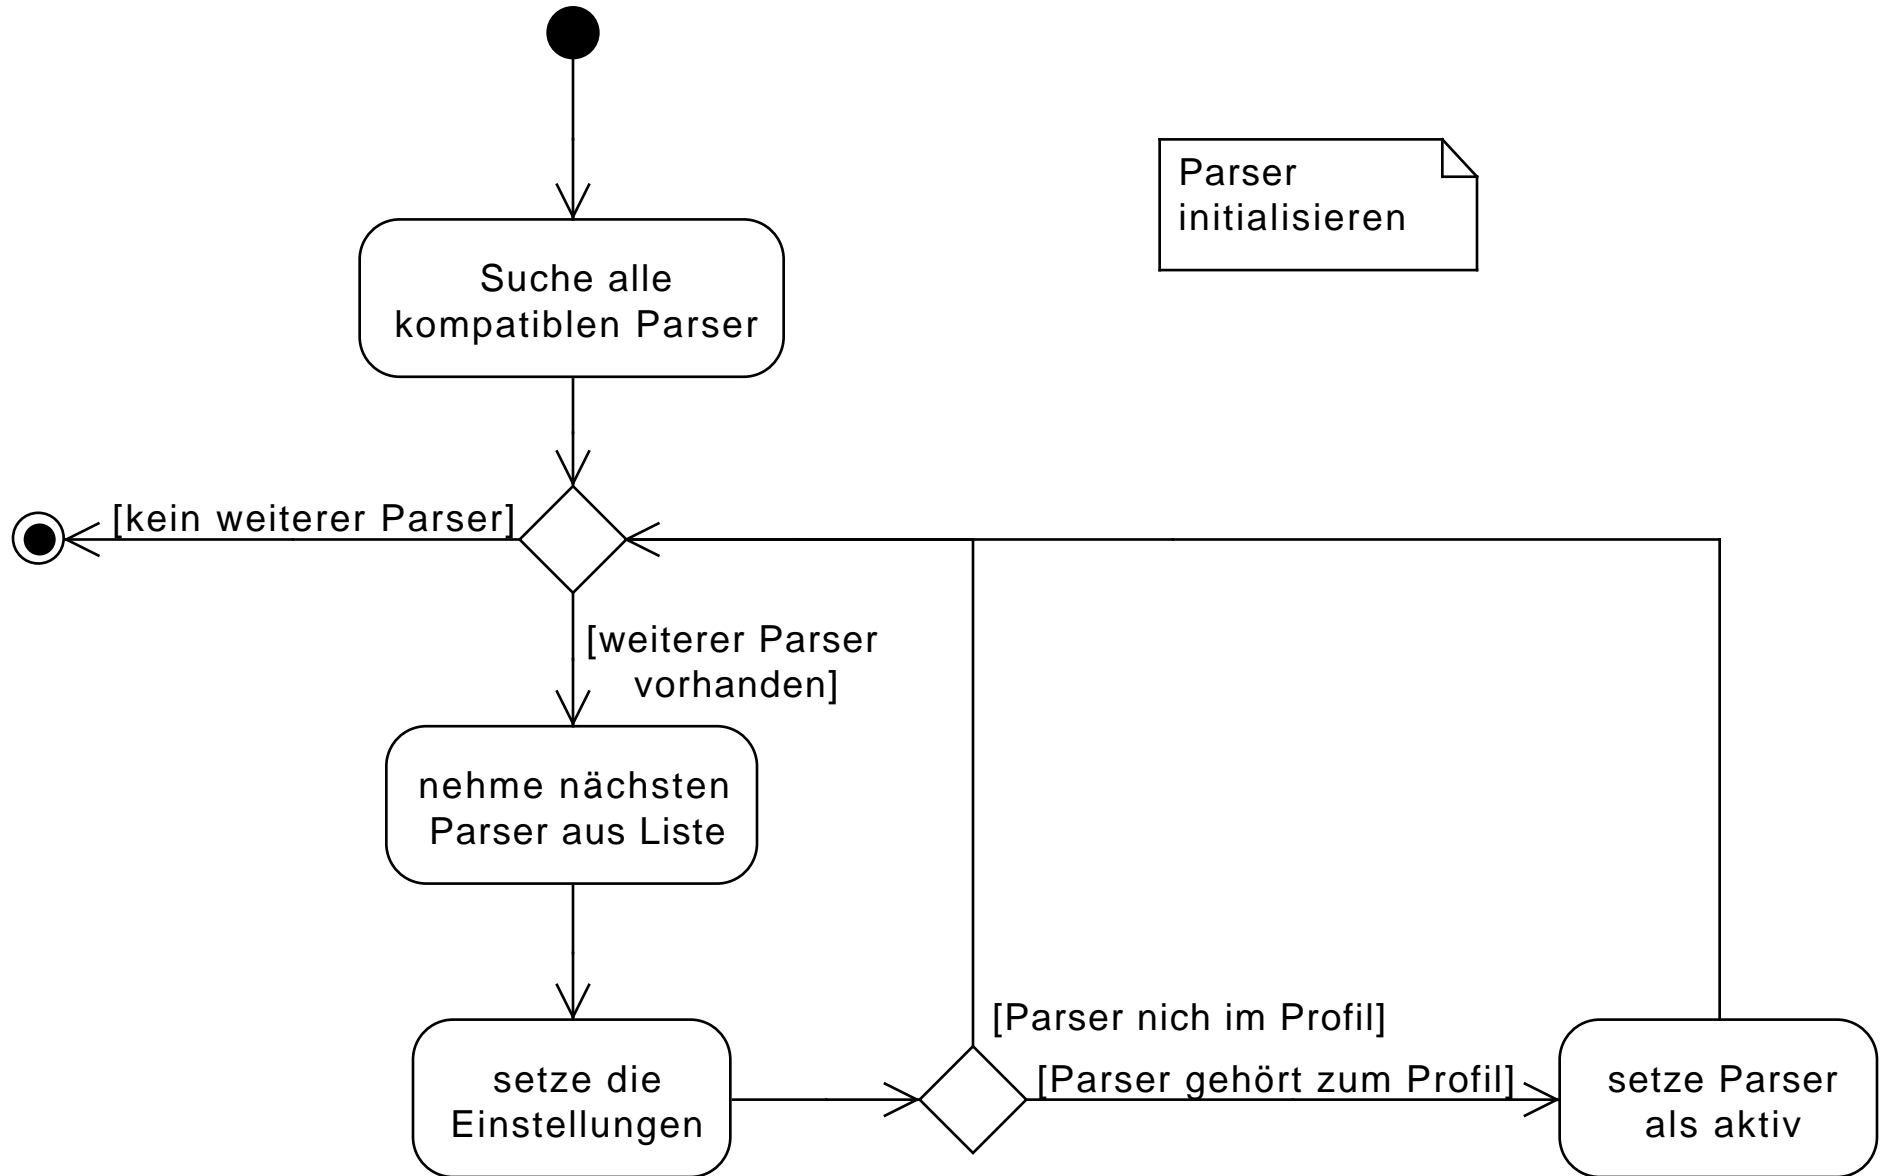 Parser
initialisieren
Suche alle
kompatiblen Parser
[kein weiterer Parser]
[weiterer Parser
vorhanden]
nehme nächsten
Parser aus Liste
[Parser nich im Profil]
setze die
Einstellungen
[Parser gehört zum Profil]
setze Parser
als aktiv